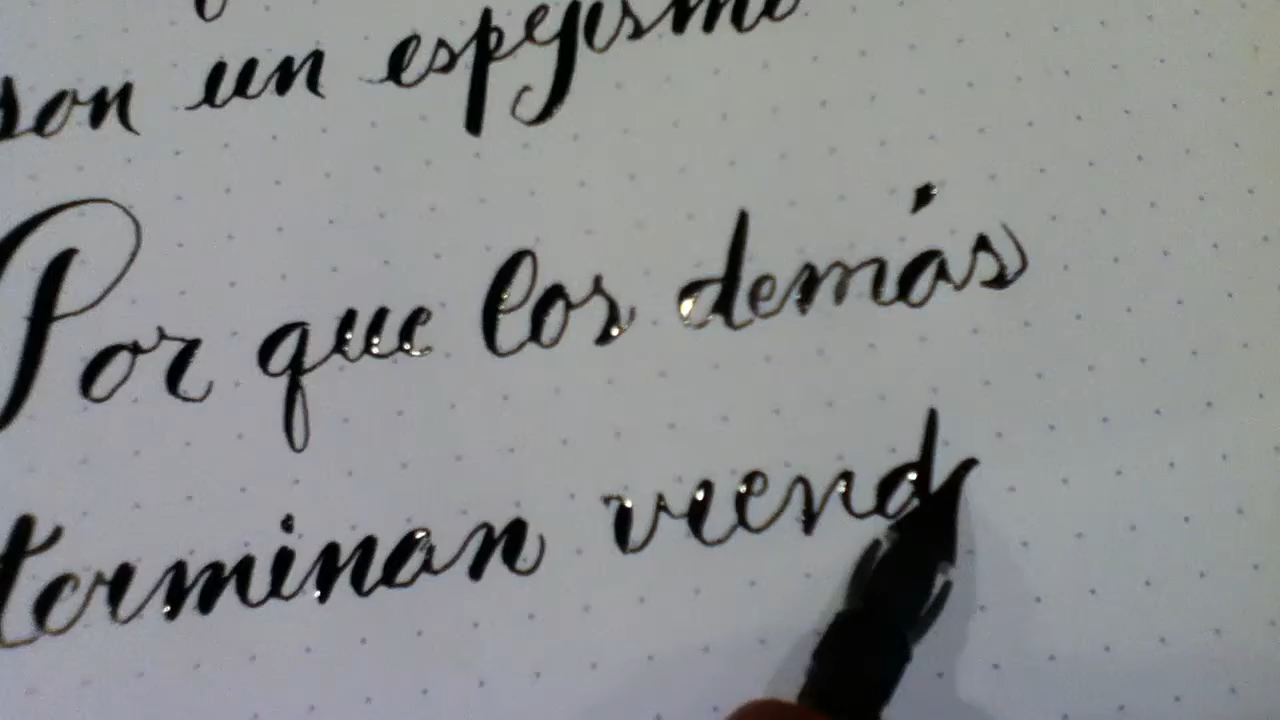 son un espejismo
Por que los demás
terminan viend